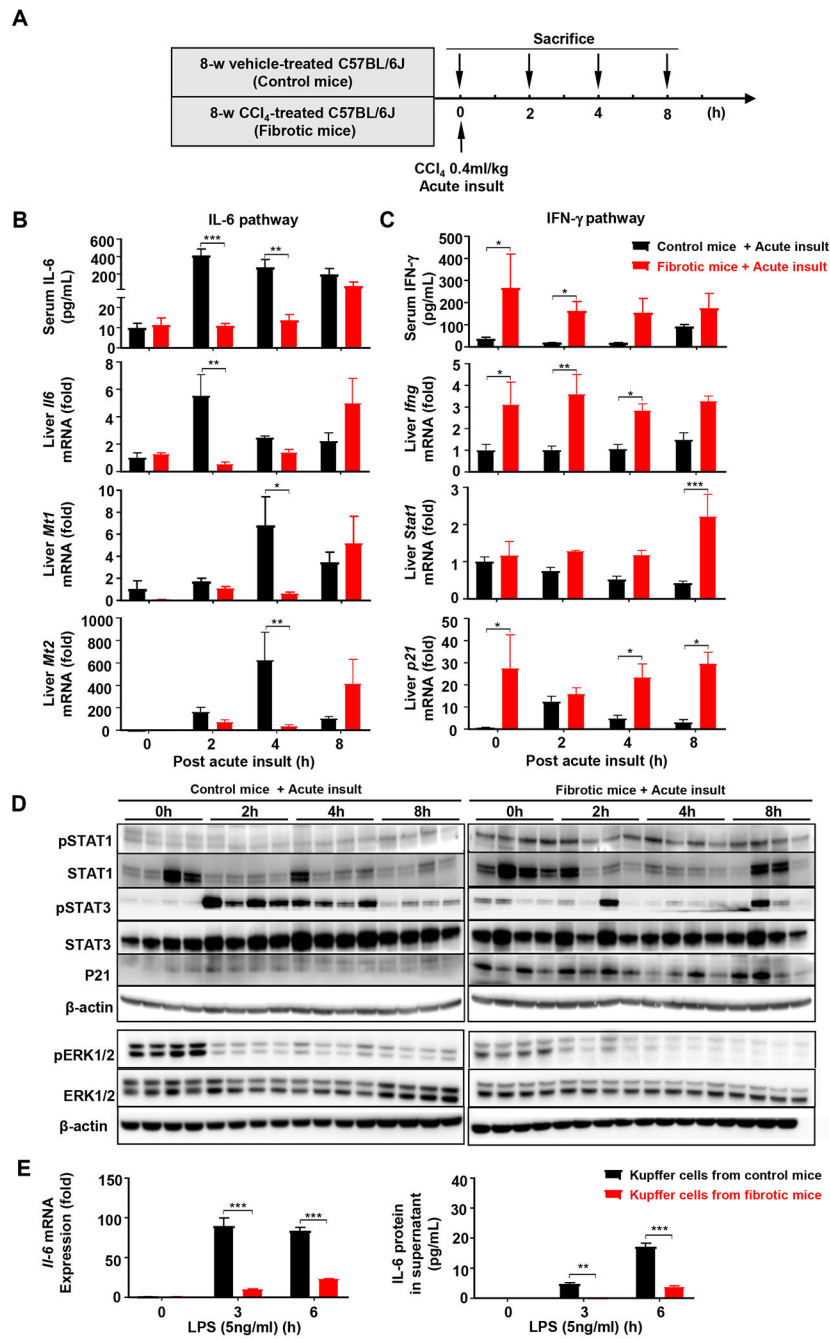 A
Sacrifice
8-w vehicle-treated C57BL/6J
(Control mice)
8-w CCl₄-treated C57BL/6J
(Fibrotic mice)
0 2 4 8 (h)
CCl₄ 0.4ml/kg
Acute insult
B
IL-6 pathway
Serum IL-6
(pg/mL)
600
400
200
30
20
10
0
*** **
Liver Il6
mRNA (fold)
8
6
4
2
0
**
Liver Mt1
mRNA (fold)
10
8
6
4
2
0
*
Liver Mt2
mRNA (fold)
1000
800
600
400
200
0
**
0 2 4 8
Post acute insult (h)
C
IFN-γ pathway
Control mice + Acute insult
Fibrotic mice + Acute insult
Serum IFN-γ
(pg/mL)
500
400
300
200
100
0
* *
Liver Ifng
mRNA (fold)
5
4
3
2
1
0
* ** *
Liver Stat1
mRNA (fold)
3
2
1
0
***
Liver p21
mRNA (fold)
50
40
30
20
10
0
* * *
0 2 4 8
Post acute insult (h)
D
Control mice + Acute insult
Fibrotic mice + Acute insult
0h 2h 4h 8h
0h 2h 4h 8h
pSTAT1
STAT1
pSTAT3
STAT3
P21
β-actin
pERK1/2
ERK1/2
β-actin
E
Il-6 mRNA
Expression (fold)
150
100
50
0
*** ***
0 3 6
LPS (5ng/ml) (h)
Kupffer cells from control mice
Kupffer cells from fibrotic mice
IL-6 protein
in supernatant
(pg/mL)
40
30
20
10
0
** ***
0 3 6
LPS (5ng/ml) (h)